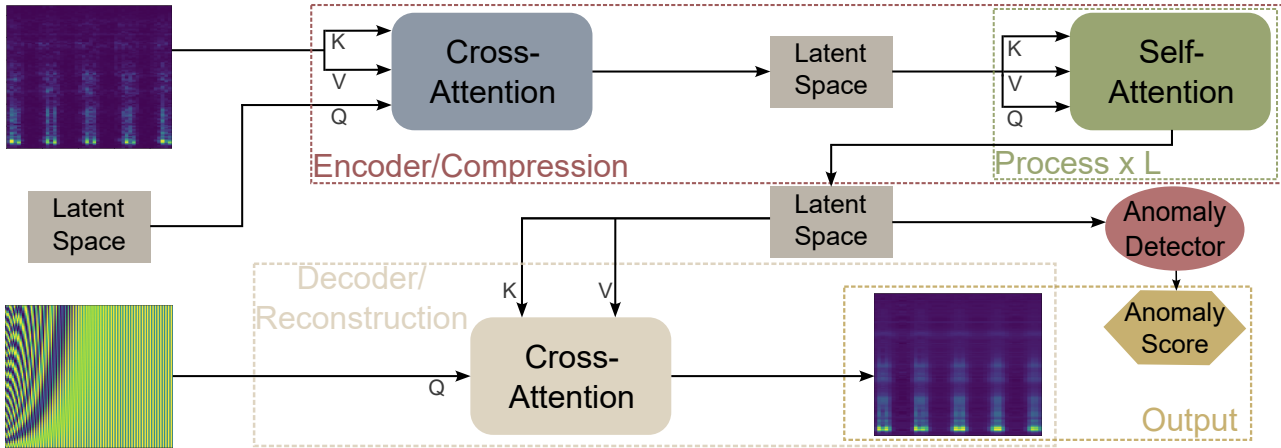 K
V
Q
Cross-
Attention
Latent
Space
K
V
Q
Self-
Attention
Encoder/Compression
Process x L
Latent
Space
Latent
Space
Anomaly
Detector
Decoder/
Reconstruction
K
V
Q
Cross-
Attention
Anomaly
Score
Output